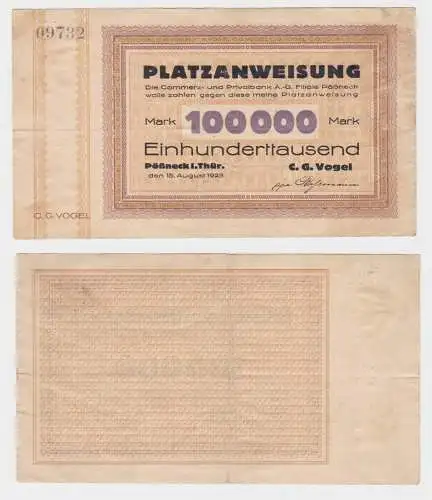 09732
PLATZANWEISUNG
Die Commerz- und Privatbank A.-G. Filiale Pößneck
wolle zahlen gegen diese meine Platzanweisung
Mark 100000 Mark
Einhunderttausend
Pößneck i. Thür. C. G. Vogel
den 15. August 1923
ppa.
C. G. VOGEL